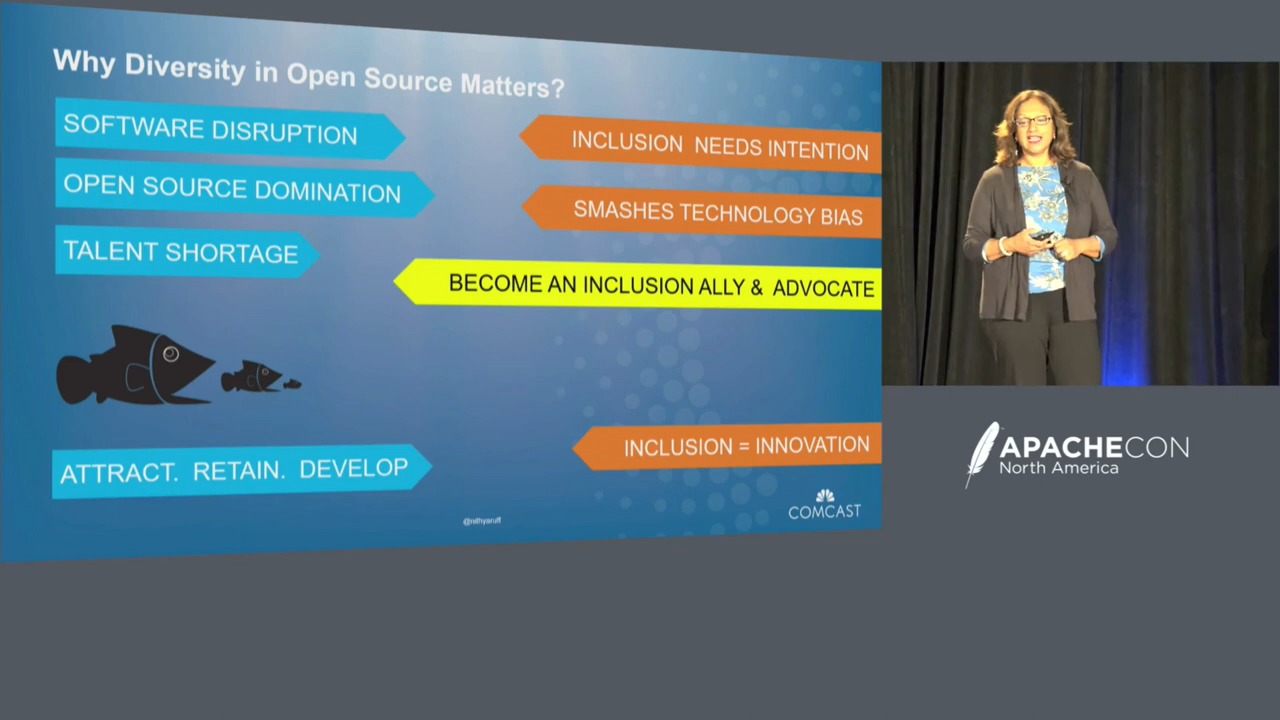 Why Diversity in Open Source Matters?
SOFTWARE DISRUPTION
OPEN SOURCE DOMINATION
TALENT SHORTAGE
ATTRACT. RETAIN. DEVELOP
INCLUSION NEEDS INTENTION
SMASHES TECHNOLOGY BIAS
BECOME AN INCLUSION ALLY & ADVOCATE
INCLUSION = INNOVATION
@nithyaruff
COMCAST
APACHECON
North America